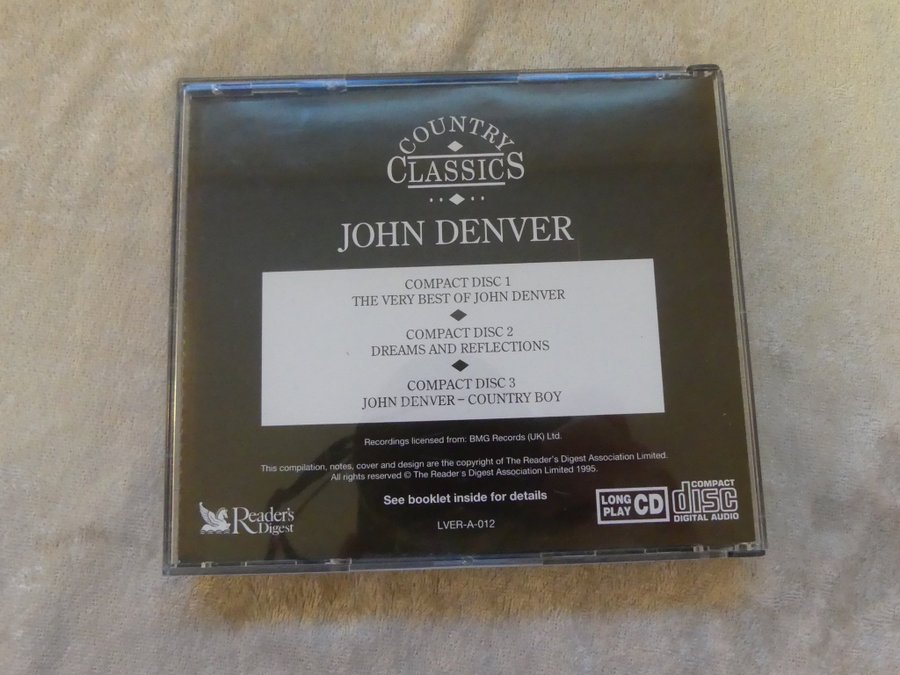 COUNTRY
CLASSICS
JOHN DENVER
COMPACT DISC 1
THE VERY BEST OF JOHN DENVER
COMPACT DISC 2
DREAMS AND REFLECTIONS
COMPACT DISC 3
JOHN DENVER – COUNTRY BOY
Recordings licensed from: BMG Records (UK) Ltd.
This compilation, notes, cover and design are the copyright of The Reader's Digest Association Limited.
All rights reserved © The Reader's Digest Association Limited 1995.
See booklet inside for details
LVER-A-012
Reader's
Digest
LONG
PLAY CD
COMPACT
disc
DIGITAL AUDIO